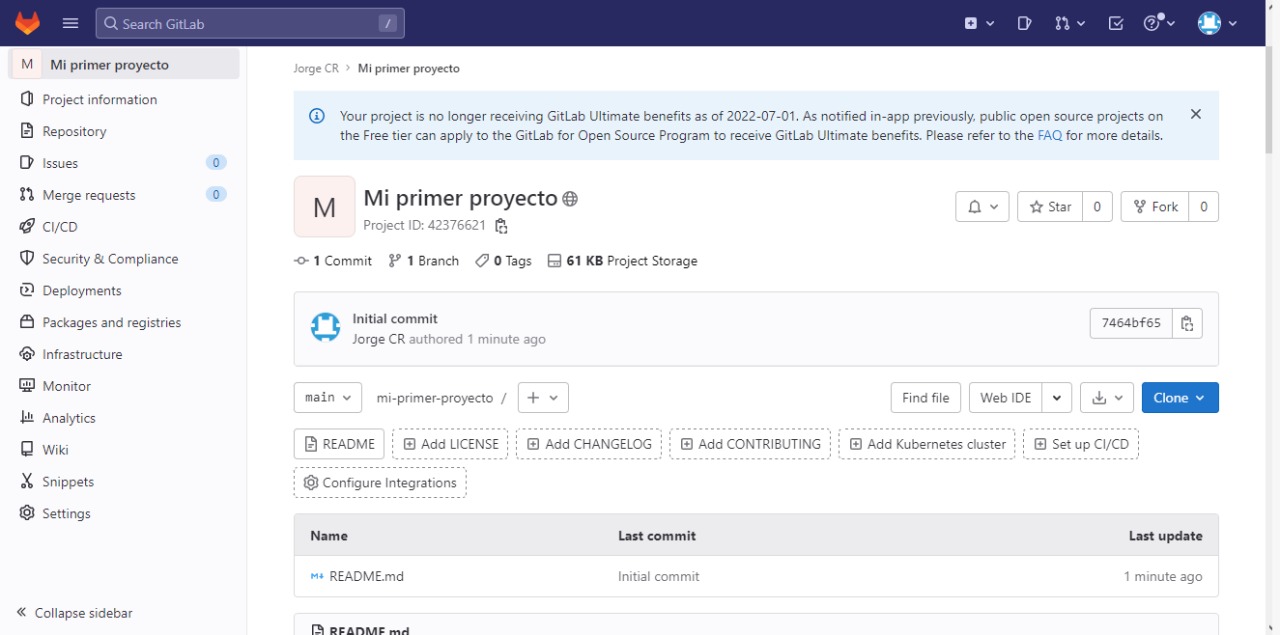 Search GitLab /
M Mi primer proyecto
Project information
Repository
Issues 0
Merge requests 0
CI/CD
Security & Compliance
Deployments
Packages and registries
Infrastructure
Monitor
Analytics
Wiki
Snippets
Settings
Collapse sidebar
Jorge CR › Mi primer proyecto
Your project is no longer receiving GitLab Ultimate benefits as of 2022-07-01. As notified in-app previously, public open source projects on
the Free tier can apply to the GitLab for Open Source Program to receive GitLab Ultimate benefits. Please refer to the FAQ for more details.
M
Mi primer proyecto
Project ID: 42376621
Star 0 Fork 0
1 Commit 1 Branch 0 Tags 61 KB Project Storage
Initial commit
Jorge CR authored 1 minute ago
7464bf65
main mi-primer-proyecto / + Find file Web IDE Clone
README Add LICENSE Add CHANGELOG Add CONTRIBUTING Add Kubernetes cluster Set up CI/CD
Configure Integrations
Name Last commit Last update
README.md Initial commit 1 minute ago
README.md